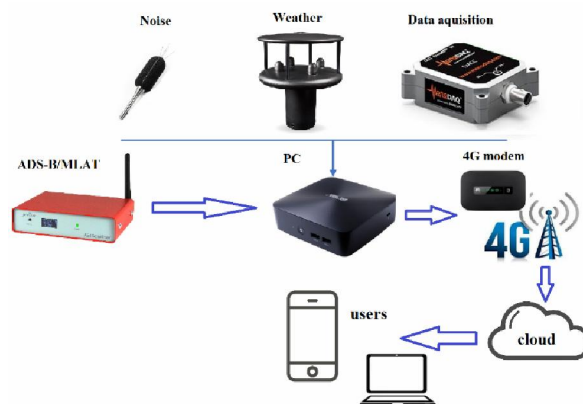 Noise
Weather
Data aquisition
ADS-B/MLAT
PC
4G modem
4G
users
cloud